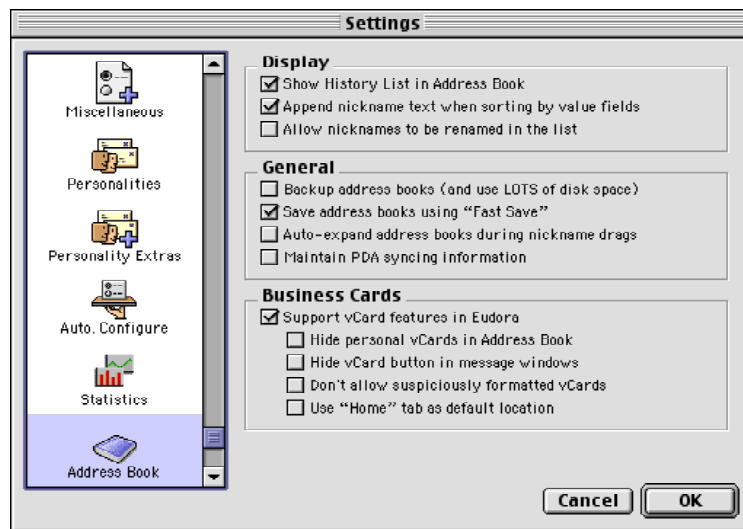 Settings
Miscellaneous
Personalities
Personality Extras
Auto. Configure
Statistics
Address Book
Display
Show History List in Address Book
Append nickname text when sorting by value fields
Allow nicknames to be renamed in the list
General
Backup address books (and use LOTS of disk space)
Save address books using “Fast Save”
Auto-expand address books during nickname drags
Maintain PDA syncing information
Business Cards
Support vCard features in Eudora
Hide personal vCards in Address Book
Hide vCard button in message windows
Don't allow suspiciously formatted vCards
Use “Home” tab as default location
Cancel OK